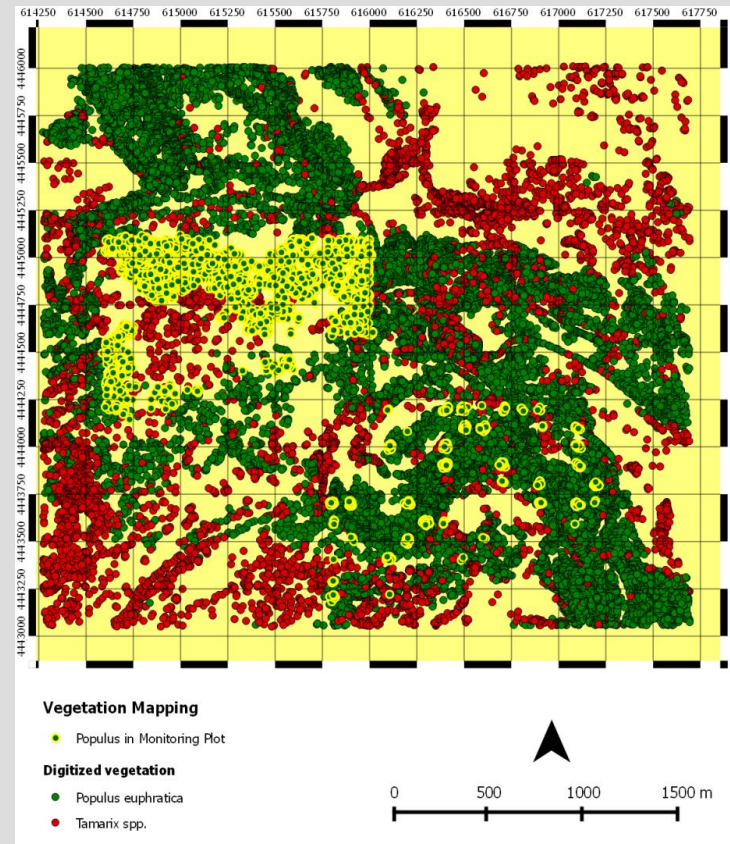 614250 614500 614750 615000 615250 615500 615750 616000 616250 616500 616750 617000 617250 617500 617750
4446000
4445750
4445500
4445250
4445000
4444750
4444500
4444250
4444000
4443750
4443500
4443250
4443000
Vegetation Mapping
Populus in Monitoring Plot
Digitized vegetation
Populus euphratica
Tamarix spp.
0 500 1000 1500 m